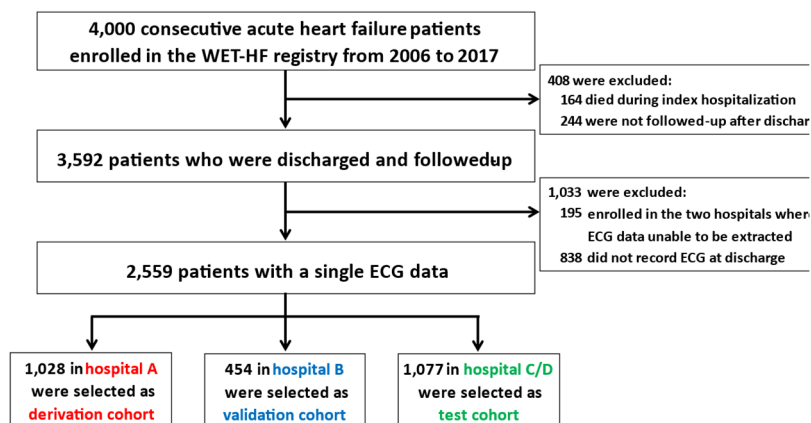 4,000 consecutive acute heart failure patients
enrolled in the WET-HF registry from 2006 to 2017
408 were excluded:
164 died during index hospitalization
244 were not followed-up after
3,592 patients who were discharged and followedup
1,033 were excluded:
195 enrolled in the two hospitals
ECG data unable to be extracted
838 did not record ECG at discharge
2,559 patients with a single ECG data
1,028 in hospital A
were selected as
derivation cohort
454 in hospital B
were selected as
validation cohort
1,077 in hospital C/D
were selected as
test cohort